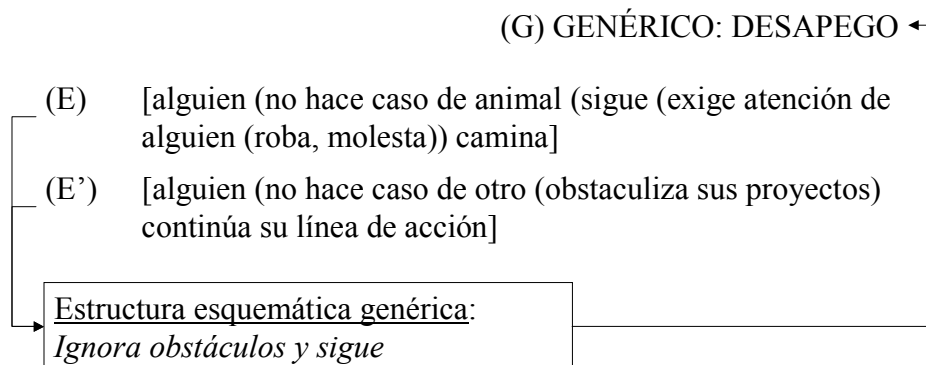 (G) GENÉRICO: DESAPEGO
(E) [alguien (no hace caso de animal (sigue (exige atención de
alguien (roba, molesta)) camina]
(E’) [alguien (no hace caso de otro (obstaculiza sus proyectos)
continúa su línea de acción]
Estructura esquemática genérica:
Ignora obstáculos y sigue